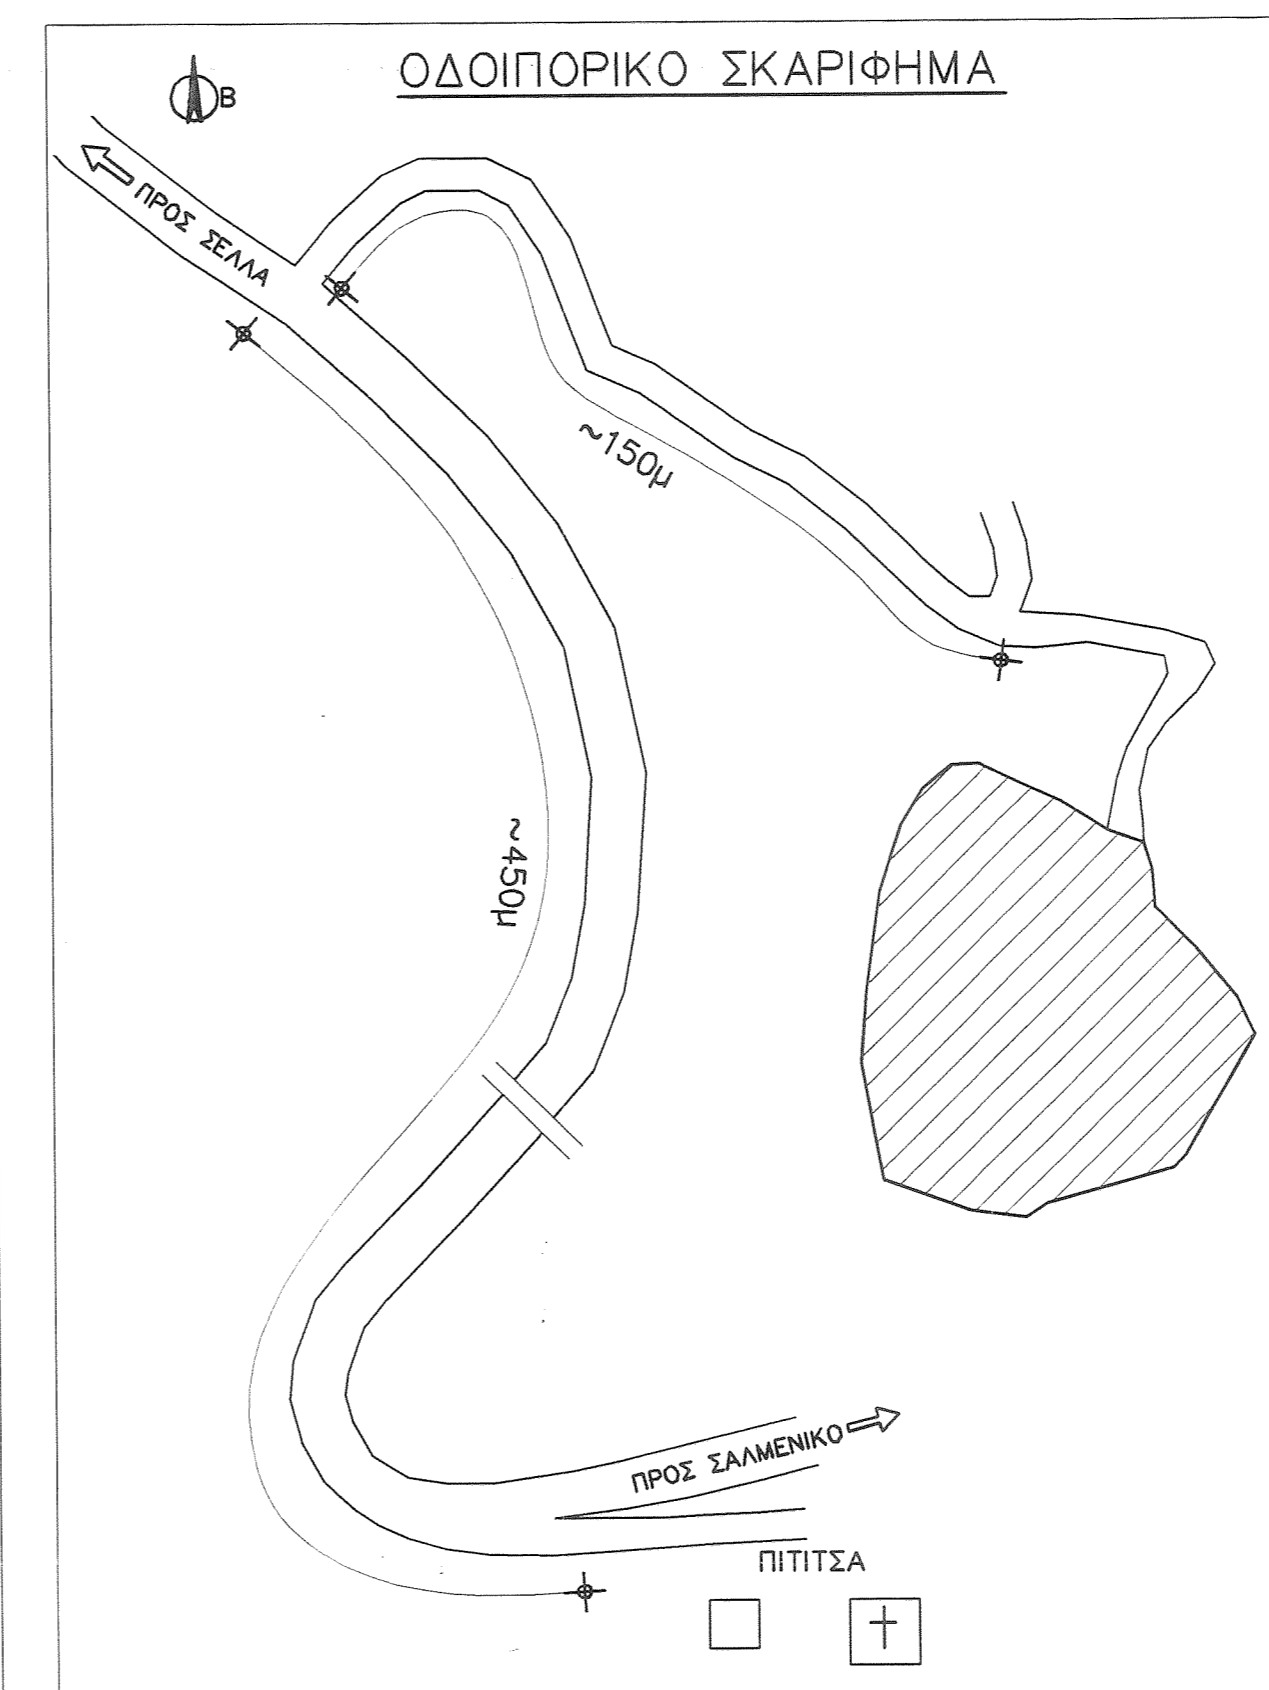 ΟΔΟΙΠΟΡΙΚΟ ΣΚΑΡΙΦΗΜΑ
Β
ΠΡΟΣ ΣΕΛΛΑ
~150μ
~450μ
ΠΡΟΣ ΣΑΛΜΕΝΙΚΟ
ΠΙΤΙΤΣΑ